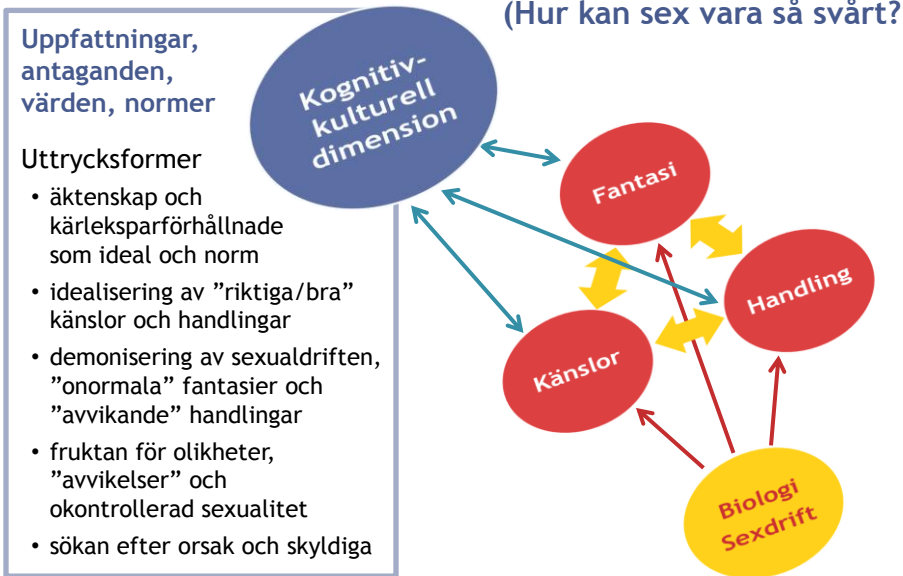 (Hur kan sex vara så svårt?
Uppfattningar,
antaganden,
värden, normer
Uttrycksformer
• äktenskap och
kärleksparförhållnade
som ideal och norm
• idealisering av ”riktiga/bra”
känslor och handlingar
• demonisering av sexualdriften,
”onormala” fantasier och
”avvikande” handlingar
• fruktan för olikheter,
”avvikelser” och
okontrollerad sexualitet
• sökan efter orsak och skyldiga
Kognitiv-
kulturell
dimension
Fantasi
Handling
Känslor
Biologi
Sexdrift